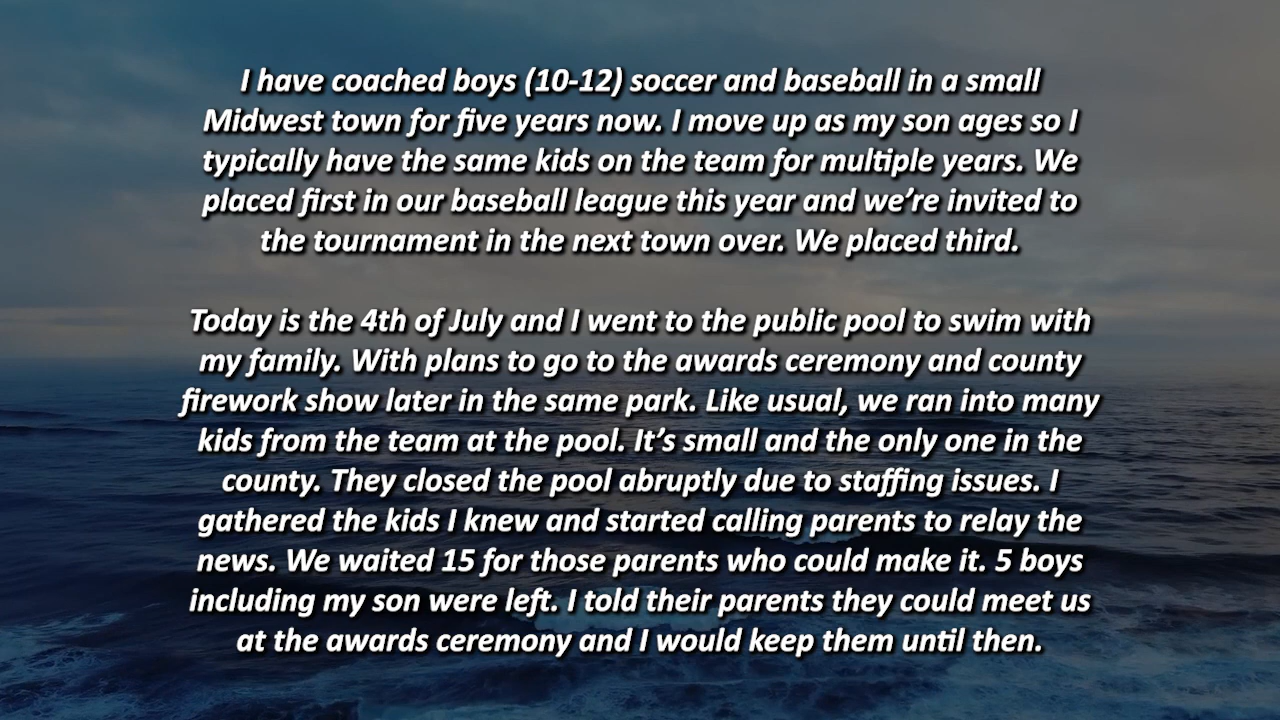 I have coached boys (10-12) soccer and baseball in a small
Midwest town for five years now. I move up as my son ages so I
typically have the same kids on the team for multiple years. We
placed first in our baseball league this year and we’re invited to
the tournament in the next town over. We placed third.
Today is the 4th of July and I went to the public pool to swim with
my family. With plans to go to the awards ceremony and county
firework show later in the same park. Like usual, we ran into many
kids from the team at the pool. It’s small and the only one in the
county. They closed the pool abruptly due to staffing issues. I
gathered the kids I knew and started calling parents to relay the
news. We waited 15 for those parents who could make it. 5 boys
including my son were left. I told their parents they could meet us
at the awards ceremony and I would keep them until then.